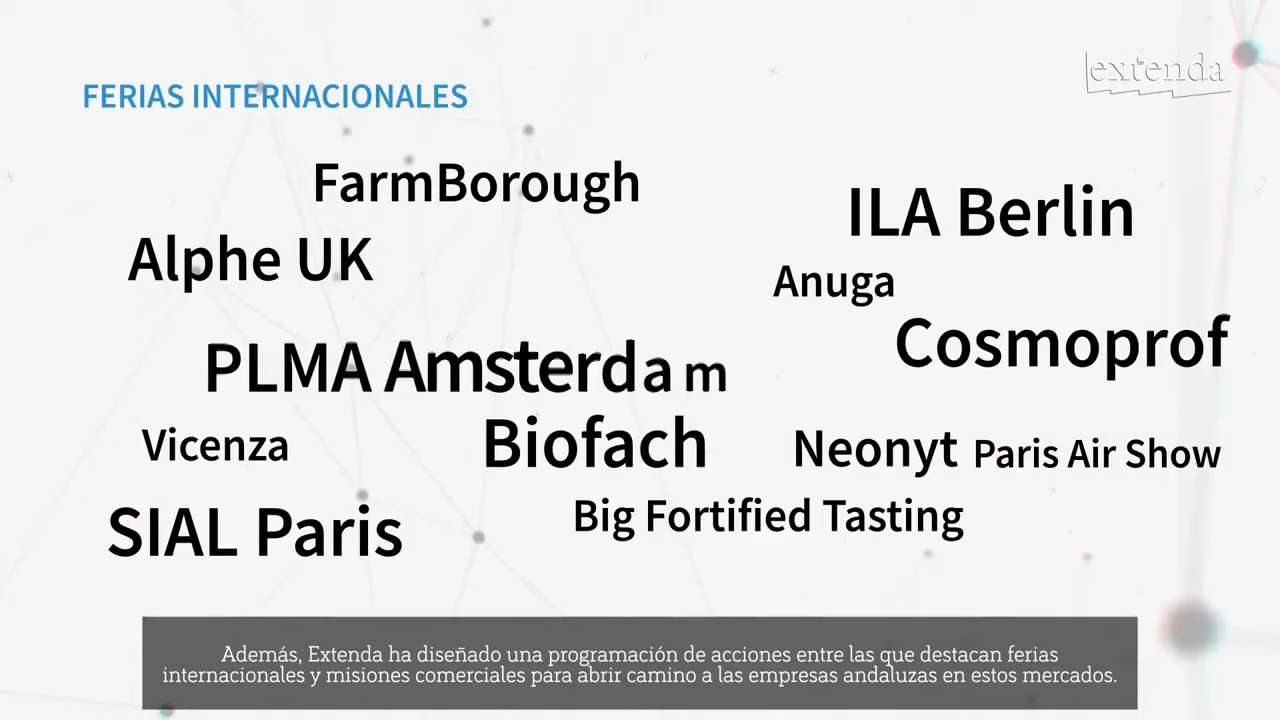 extenda
FERIAS INTERNACIONALES
FarmBorough
ILA Berlin
Alphe UK
Anuga
Cosmoprof
PLMA Amsterdam
Vicenza
Biofach
Neonyt
Paris Air Show
SIAL Paris
Big Fortified Tasting
Además, Extenda ha diseñado una programación de acciones entre las que destacan ferias
internacionales y misiones comerciales para abrir camino a las empresas andaluzas en estos mercados.